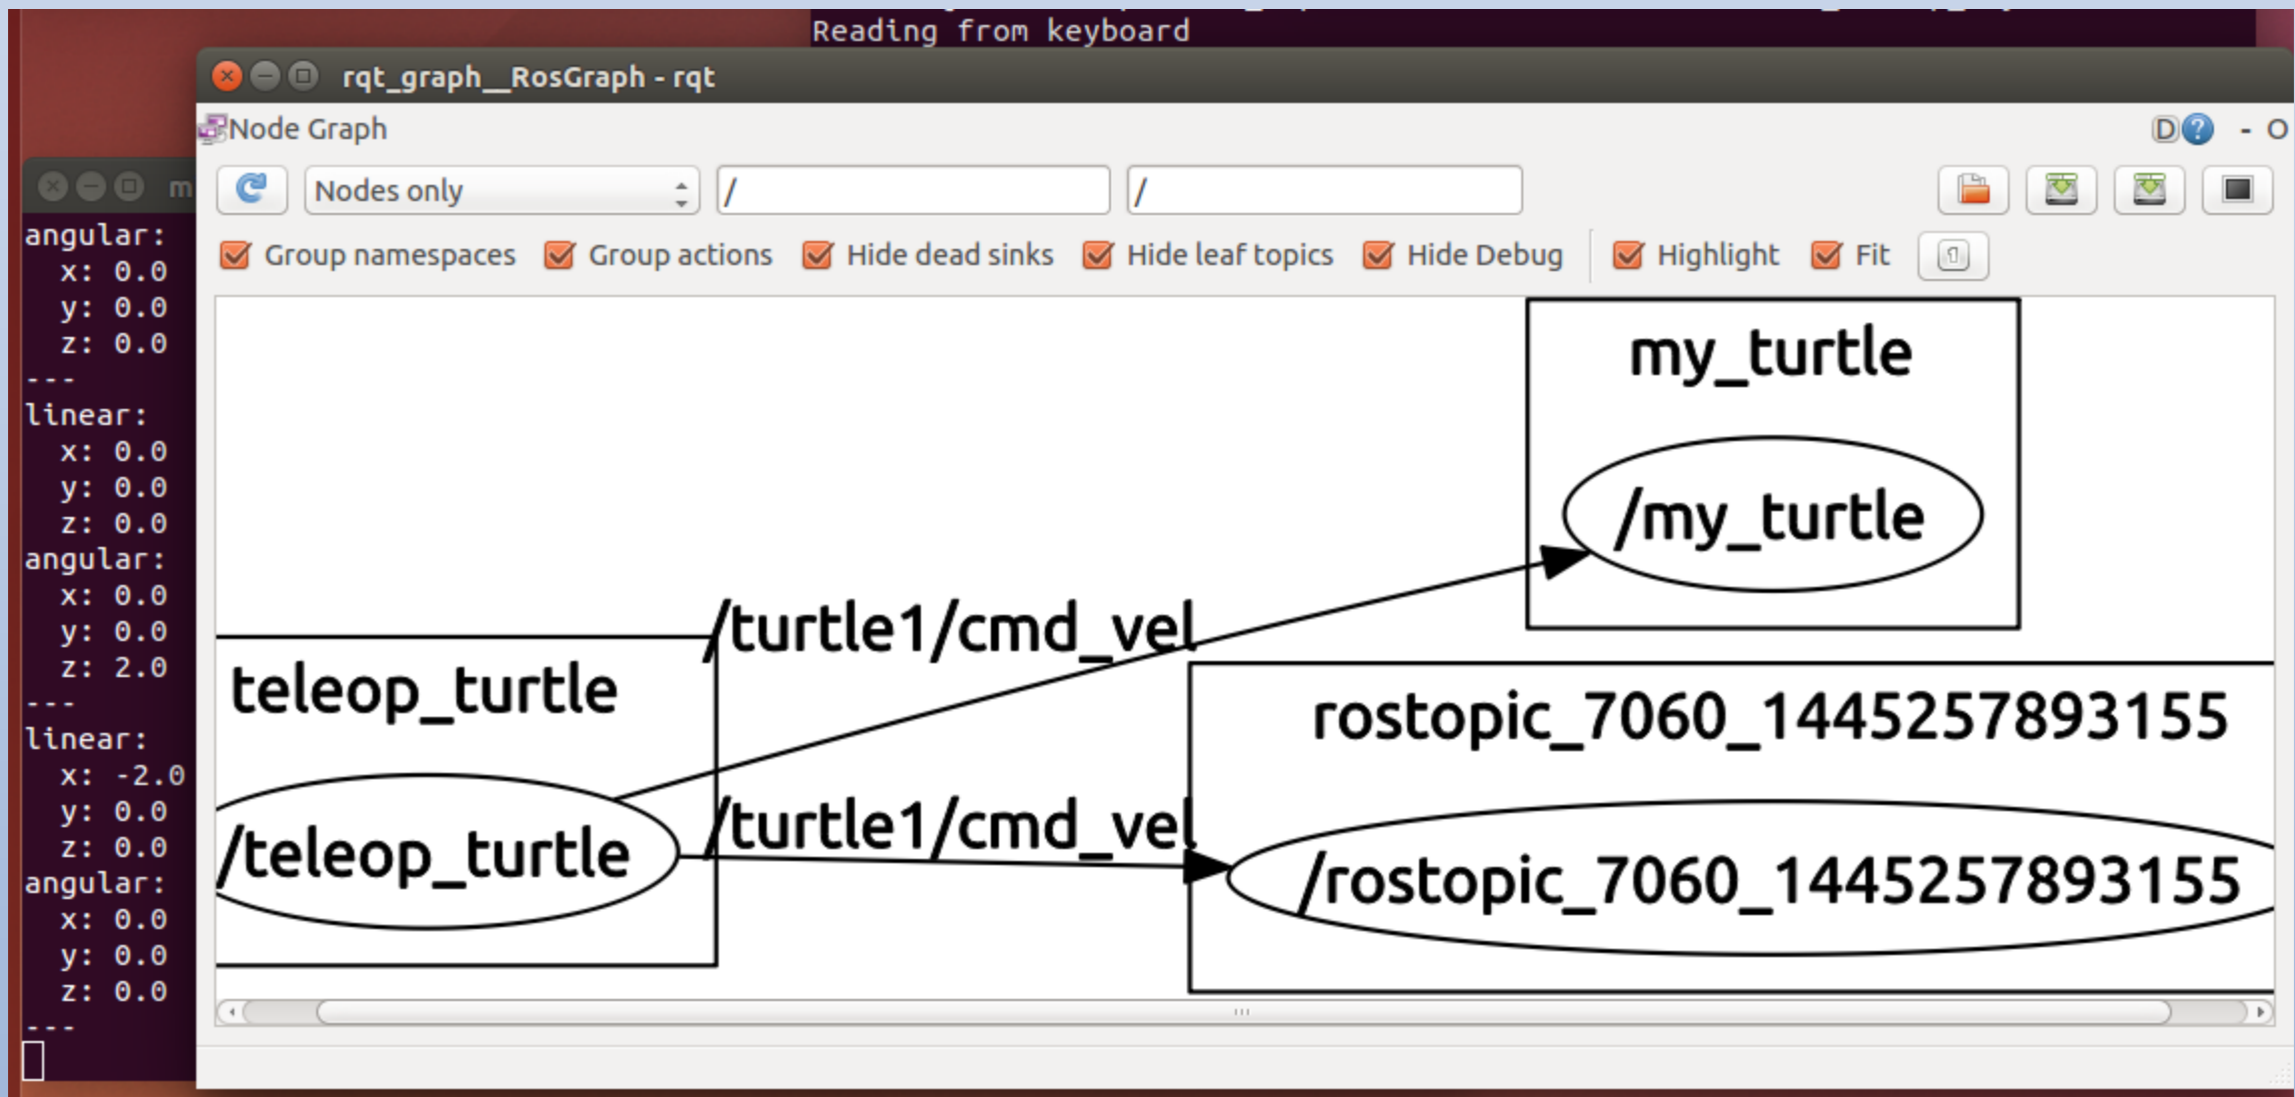 Reading from keyboard
rqt_graph__RosGraph - rqt
Node Graph
D ? - O
Nodes only
/
/
Group namespaces Group actions Hide dead sinks Hide leaf topics Hide Debug Highlight Fit
m
angular:
x: 0.0
y: 0.0
z: 0.0
---
linear:
x: 0.0
y: 0.0
z: 0.0
angular:
x: 0.0
y: 0.0
z: 2.0
---
linear:
x: -2.0
y: 0.0
z: 0.0
angular:
x: 0.0
y: 0.0
z: 0.0
---
my_turtle
/my_turtle
/turtle1/cmd_vel
teleop_turtle
rostopic_7060_1445257893155
/turtle1/cmd_vel
/teleop_turtle
/rostopic_7060_1445257893155